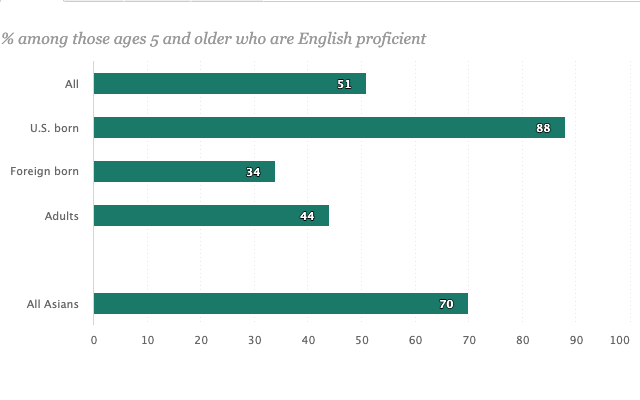 % among those ages 5 and older who are English proficient
All 51
U.S. born 88
Foreign born 34
Adults 44
All Asians 70
0 10 20 30 40 50 60 70 80 90 100